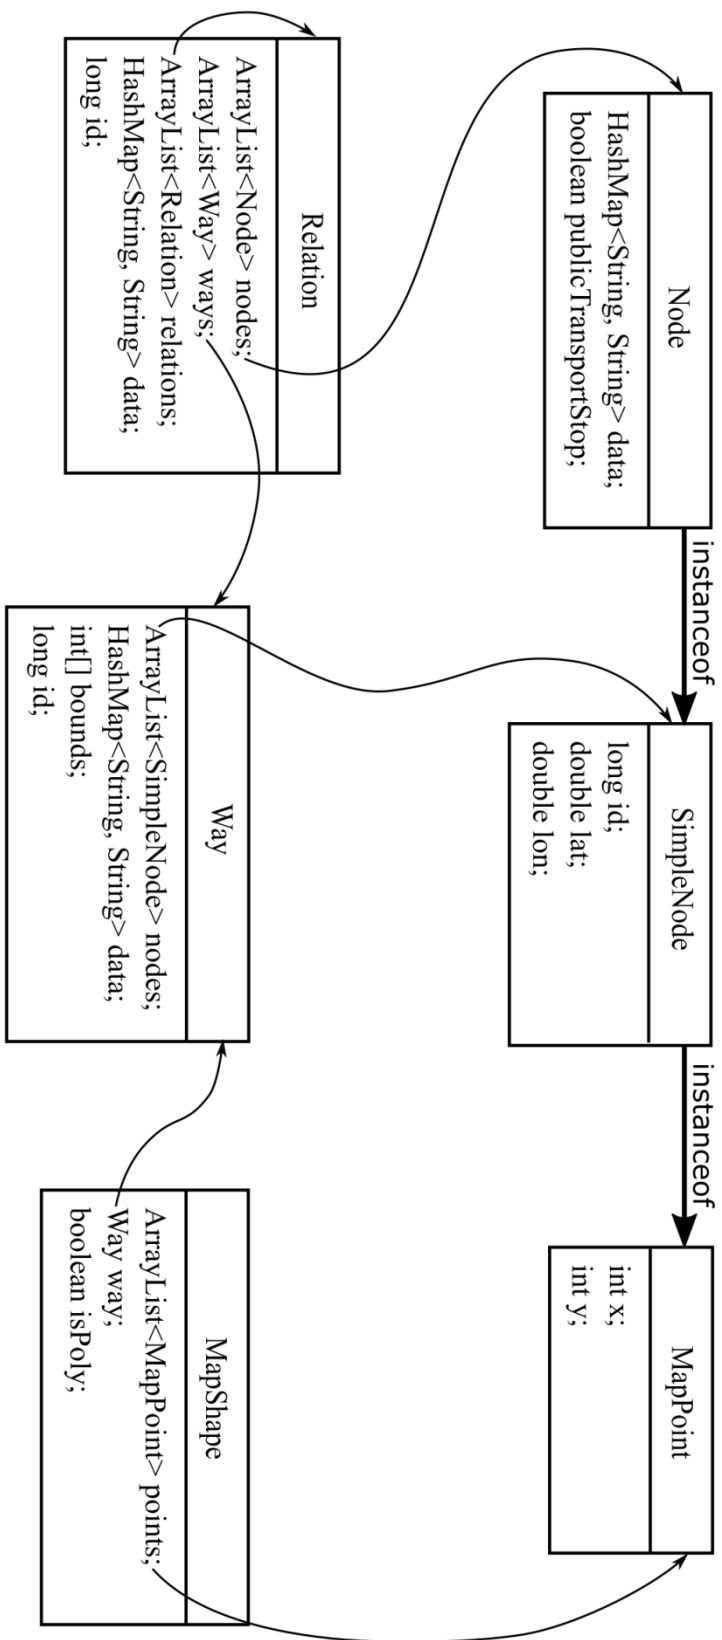 Node
HashMap<String, String> data;
boolean publicTransportStop;
instanceof
SimpleNode
long id;
double lat;
double lon;
instanceof
MapPoint
int x;
int y;
Relation
ArrayList<Node> nodes;
ArrayList<Way> ways;
ArrayList<Relation> relations;
HashMap<String, String> data;
long id;
Way
ArrayList<SimpleNode> nodes;
HashMap<String, String> data;
int[] bounds;
long id;
MapShape
ArrayList<MapPoint> points;
Way way;
boolean isPoly;